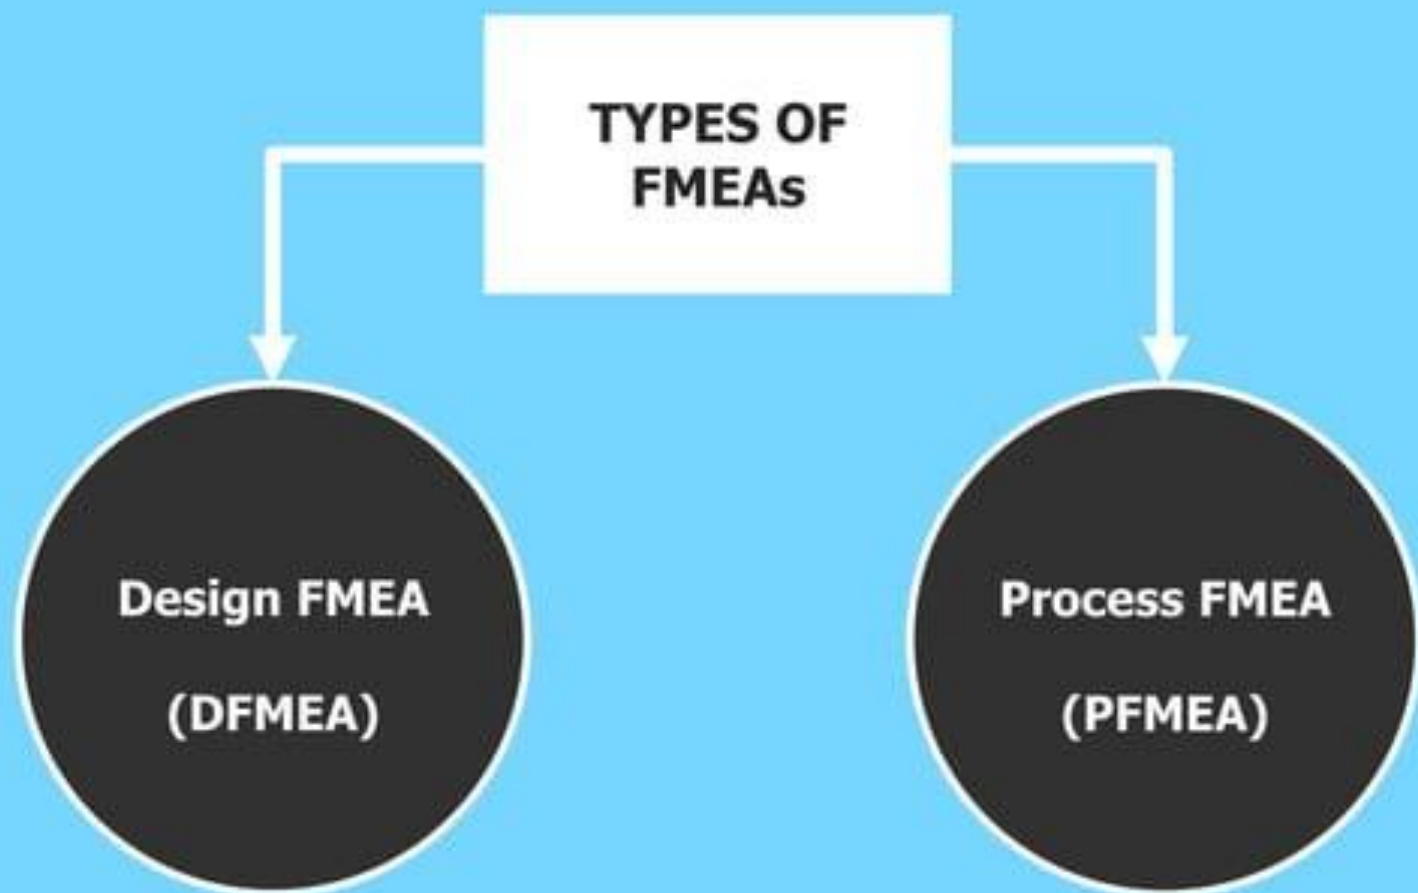 TYPES OF
FMEAs
Design FMEA
(DFMEA)
Process FMEA
(PFMEA)